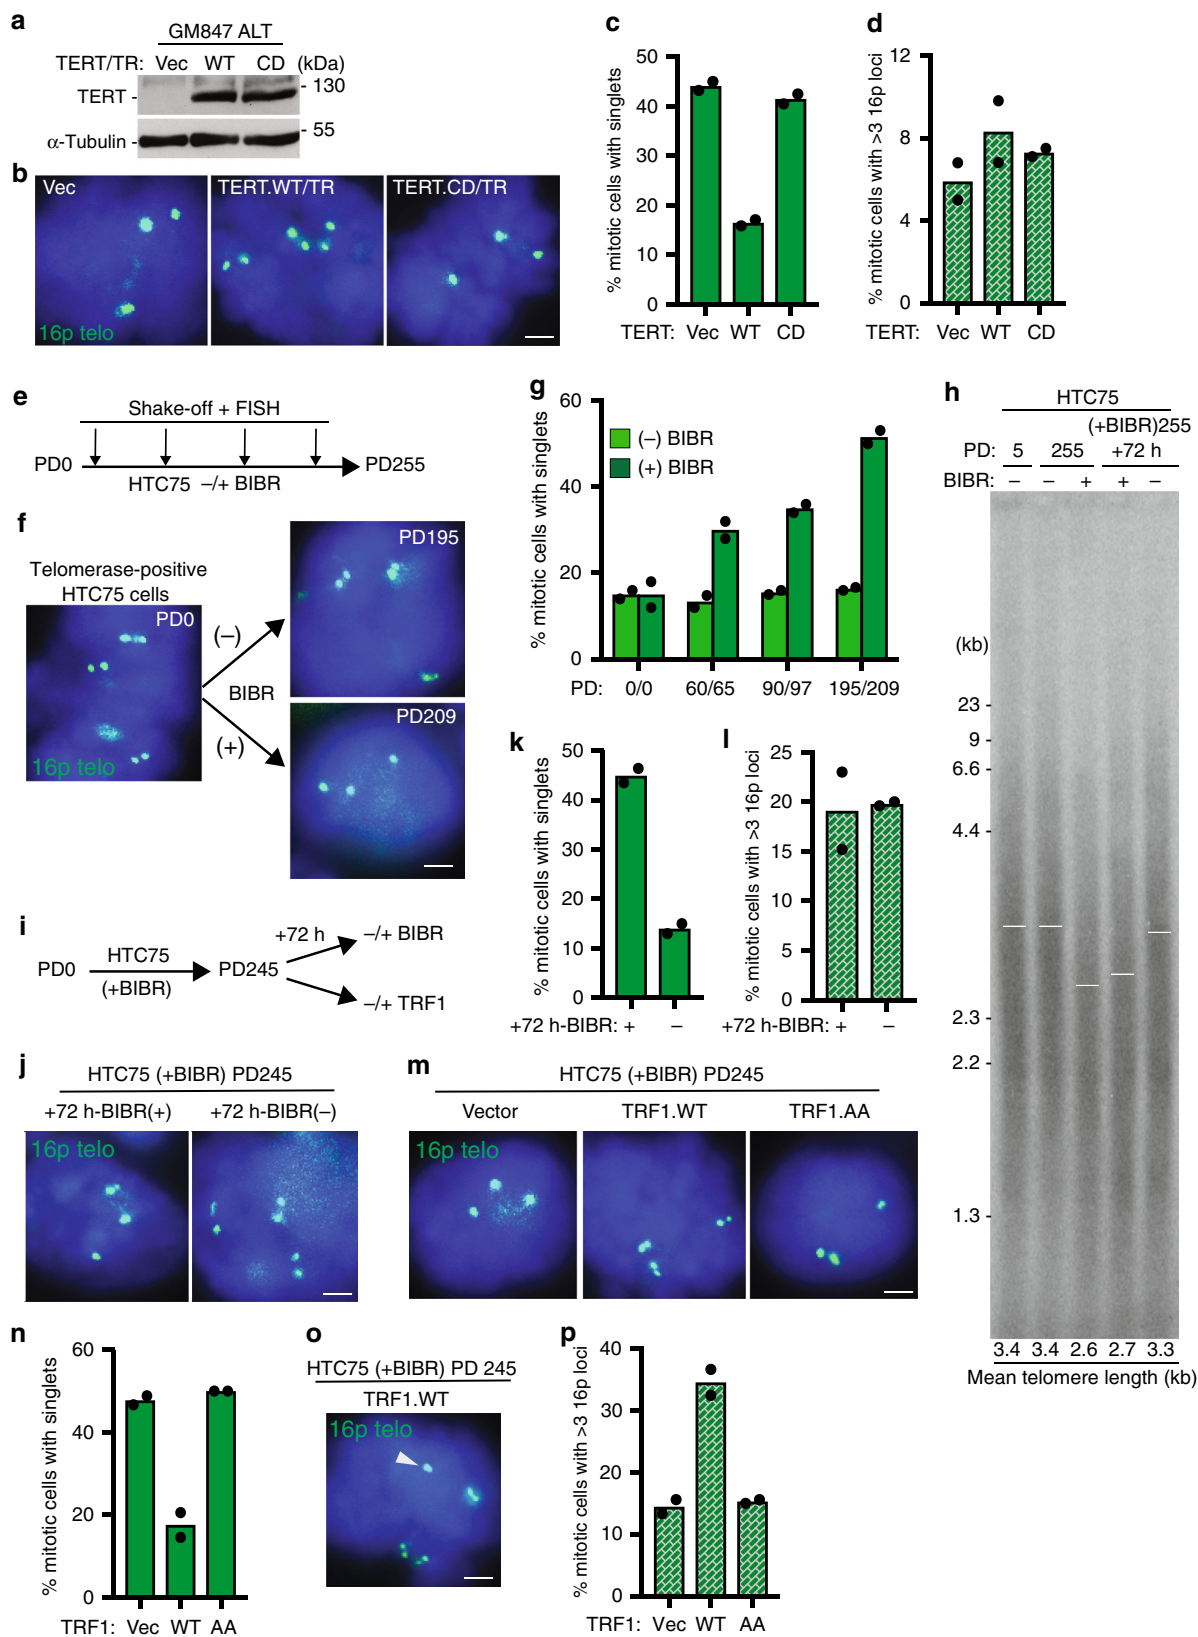 a
GM847 ALT
TERT/TR: Vec WT CD (kDa)
TERT -
- 130
α-Tubulin -
- 55
b
Vec
TERT.WT/TR
TERT.CD/TR
16p telo
c
% mitotic cells with singlets
50
40
30
20
10
0
TERT: Vec WT CD
d
% mitotic cells with >3 16p loci
12
8
4
0
TERT: Vec WT CD
e
Shake-off + FISH
PD0
PD255
HTC75 –/+ BIBR
f
Telomerase-positive
HTC75 cells
PD0
16p telo
(–)
BIBR
(+)
PD195
PD209
g
% mitotic cells with singlets
60
40
20
0
(–) BIBR
(+) BIBR
PD: 0/0 60/65 90/97 195/209
h
HTC75
(+BIBR)255
PD: 5 255 +72 h
BIBR: – – + + –
(kb)
23 -
9 -
6.6 -
4.4 -
2.3 -
2.2 -
1.3 -
3.4 3.4 2.6 2.7 3.3
Mean telomere length (kb)
i
PD0
HTC75
(+BIBR)
PD245
+72 h
–/+ BIBR
–/+ TRF1
j
HTC75 (+BIBR) PD245
+72 h-BIBR(+) +72 h-BIBR(–)
16p telo
k
% mitotic cells with singlets
50
40
30
20
10
0
+72 h-BIBR: + –
l
% mitotic cells with >3 16p loci
25
20
15
10
5
0
+72 h-BIBR: + –
m
HTC75 (+BIBR) PD245
Vector TRF1.WT TRF1.AA
16p telo
n
% mitotic cells with singlets
60
40
20
0
TRF1: Vec WT AA
o
HTC75 (+BIBR) PD 245
TRF1.WT
16p telo
p
% mitotic cells with >3 16p loci
40
30
20
10
0
TRF1: Vec WT AA